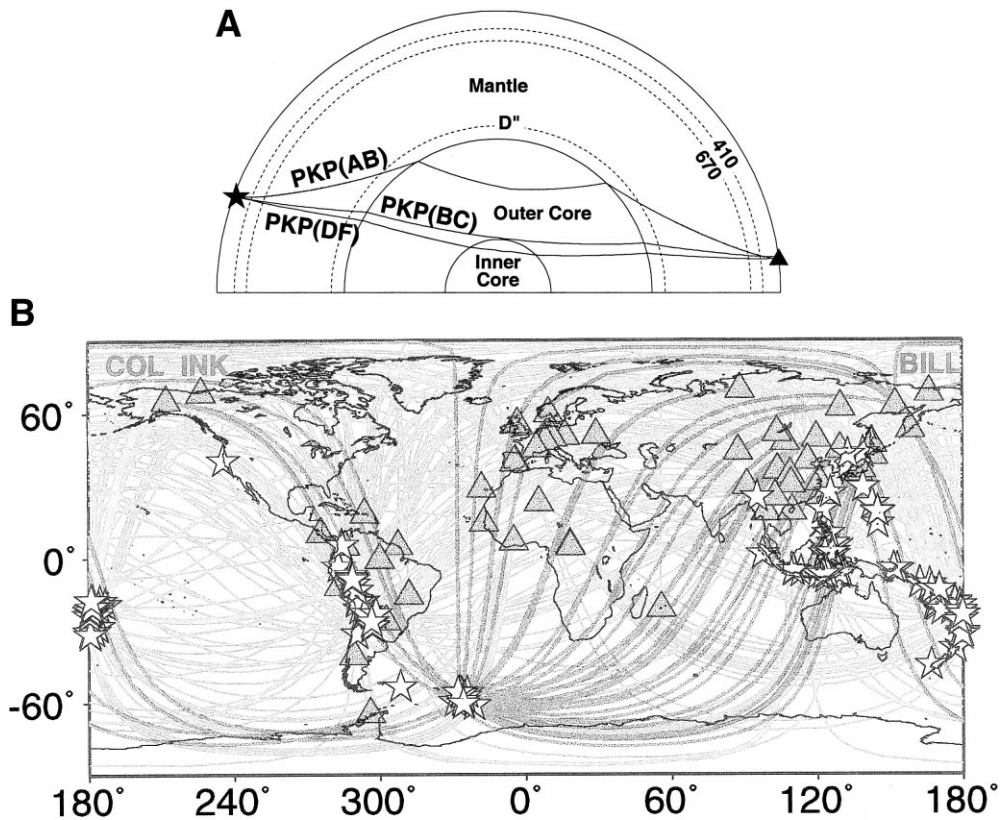 A
Mantle
D"
410
670
PKP(AB)
PKP(BC)
Outer Core
PKP(DF)
Inner
Core
B
COL INK
BILL
60°
0°
-60°
180° 240° 300° 0° 60° 120° 180°